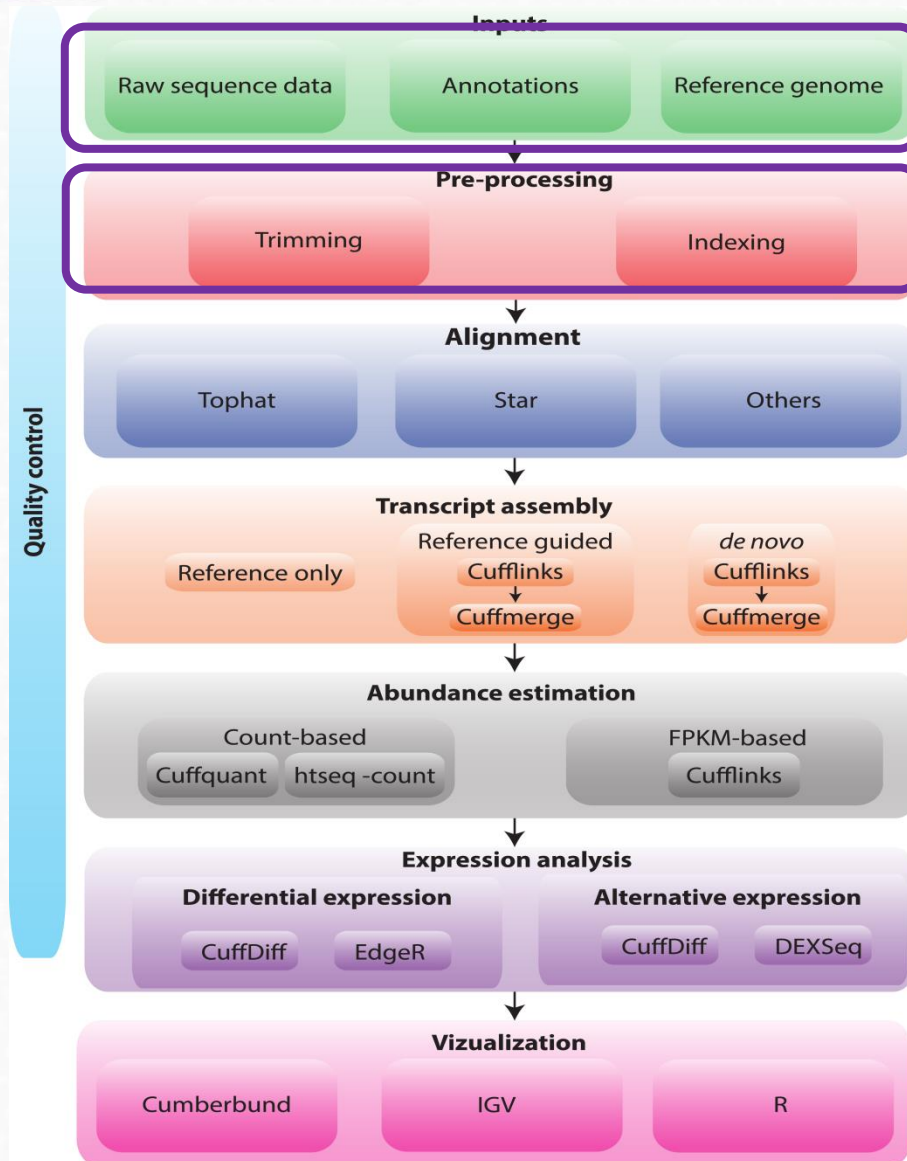 Inputs
Raw sequence data
Annotations
Reference genome
Pre-processing
Trimming
Indexing
Alignment
Tophat
Star
Others
Quality control
Transcript assembly
Reference only
Reference guided
Cufflinks
Cuffmerge
de novo
Cufflinks
Cuffmerge
Abundance estimation
Count-based
Cuffquant
htseq -count
FPKM-based
Cufflinks
Expression analysis
Differential expression
CuffDiff
EdgeR
Alternative expression
CuffDiff
DEXSeq
Vizualization
Cumberbund
IGV
R